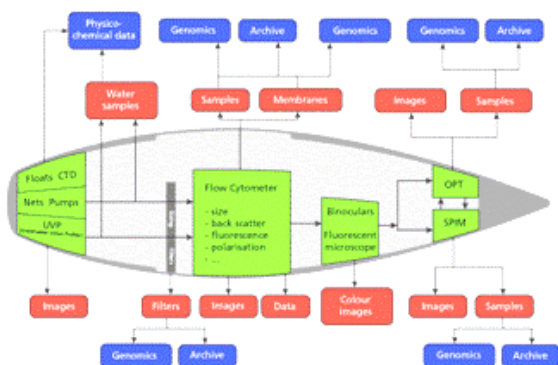 Physico-
chemical data
Genomics
Archive
Genomics
Genomics
Archive
Water
samples
Samples
Membranes
Images
Samples
Floats CTD
Nets Pumps
UVP
Flow Cytometer
- size
- back scatter
- fluorescence
- polarisation
- ...
Binoculars
Fluorescent
microscope
OPT
SPIM
Images
Filters
Images
Data
Colour
images
Images
Samples
Genomics
Archive
Genomics
Archive